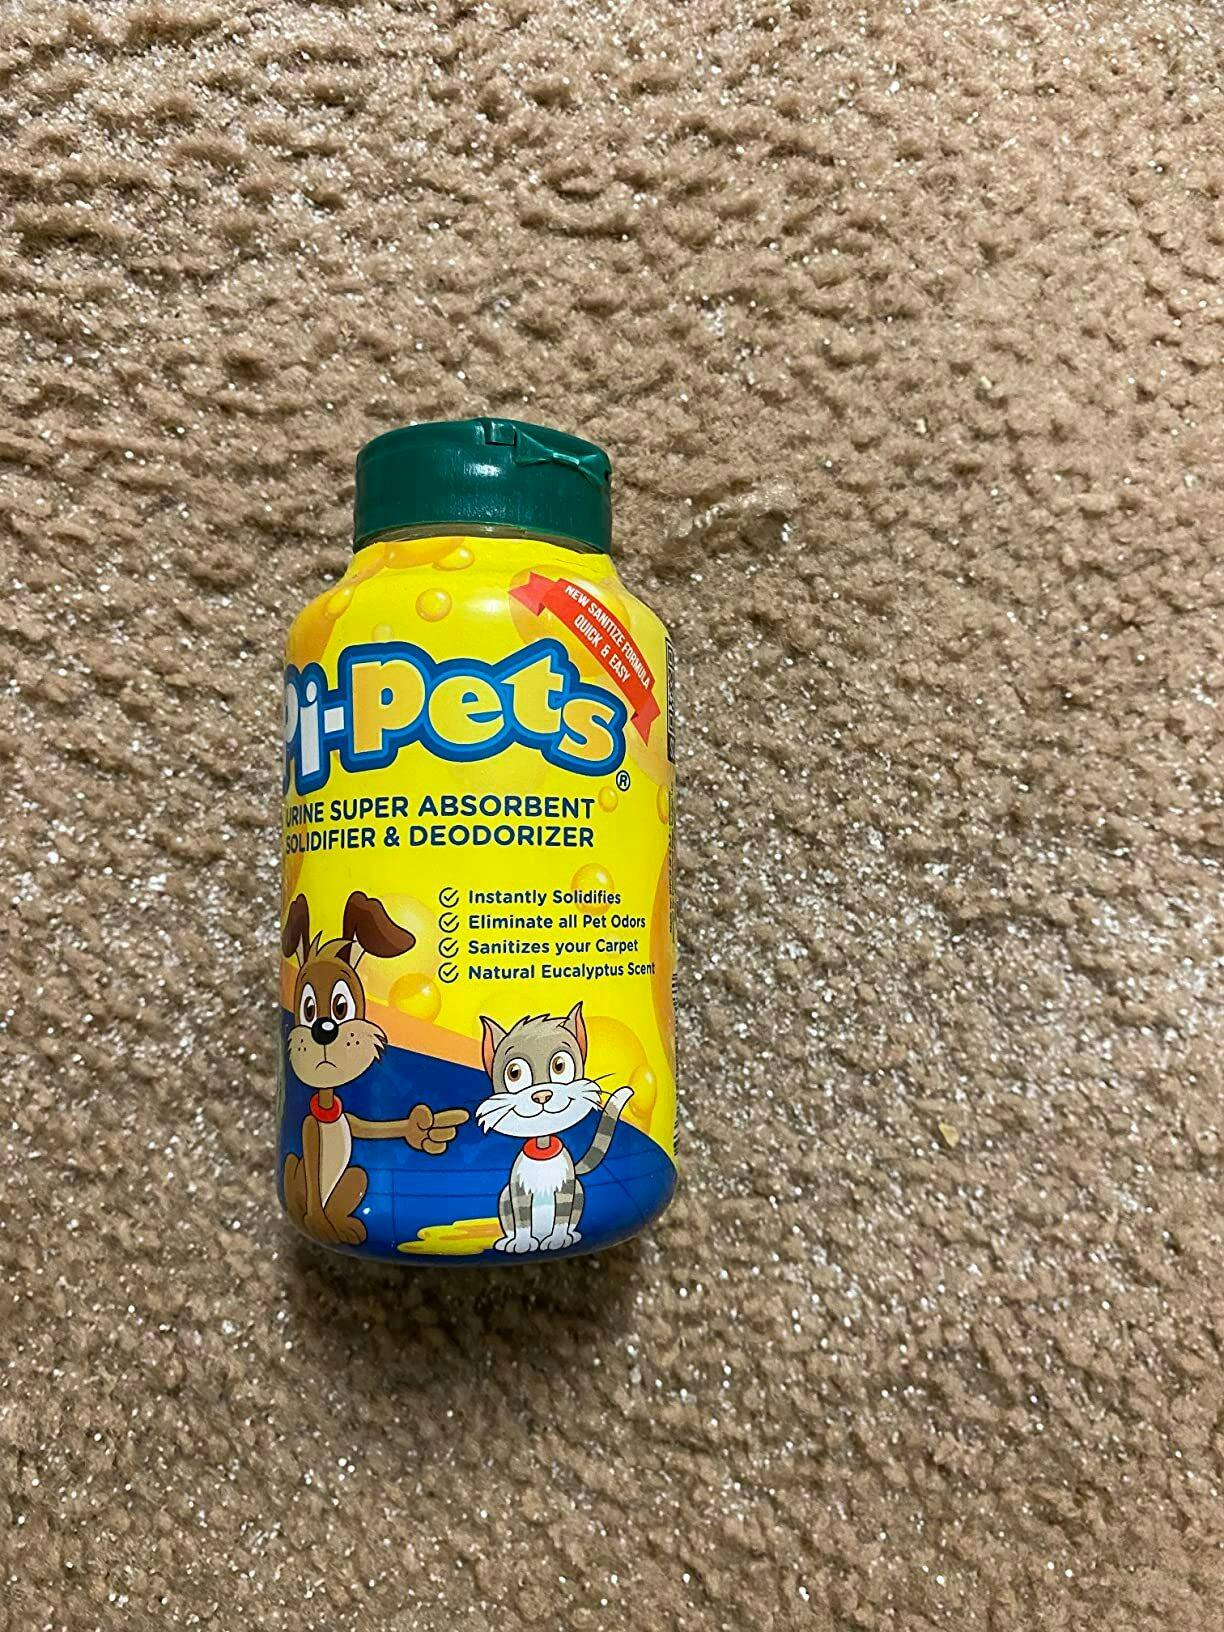 NEW SANITIZE FORMULA
QUICK & EASY
Pi-pets®
URINE SUPER ABSORBENT
SOLIDIFIER & DEODORIZER
Instantly Solidifies
Eliminate all Pet Odors
Sanitizes your Carpet
Natural Eucalyptus Scent